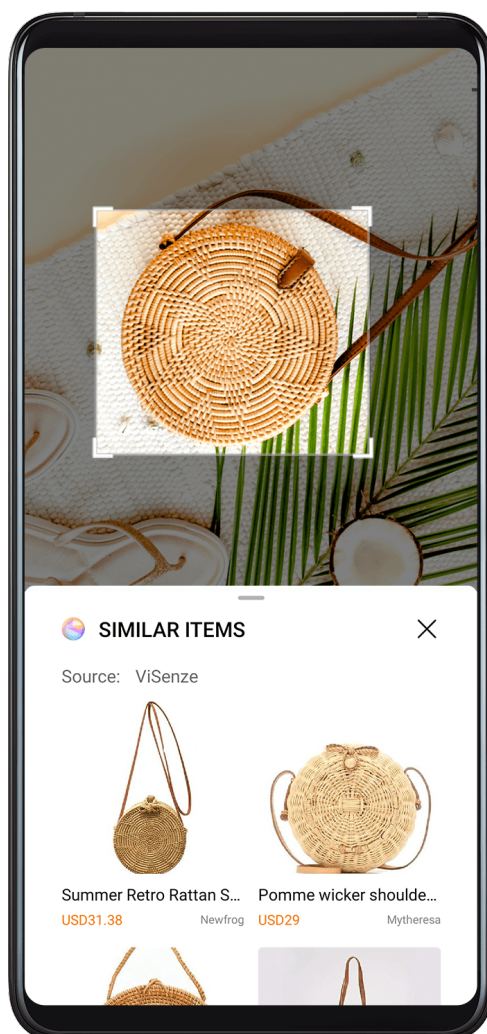 SIMILAR ITEMS
Source: ViSenze
Summer Retro Rattan S...
Pomme wicker shoulde...
USD31.38
Newfrog
USD29
Mytheresa